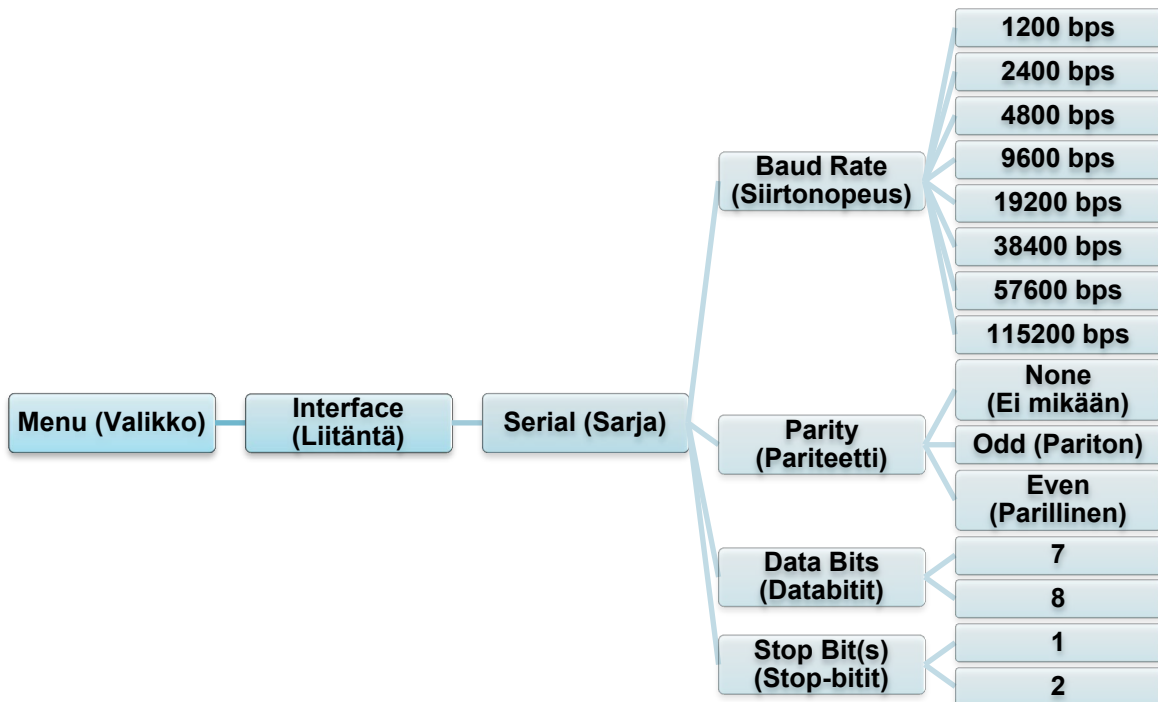 Menu (Valikko)
Interface
(Liitäntä)
Serial (Sarja)
Baud Rate
(Siirtonopeus)
1200 bps
2400 bps
4800 bps
9600 bps
19200 bps
38400 bps
57600 bps
115200 bps
Parity
(Pariteetti)
None
(Ei mikään)
Odd (Pariton)
Even
(Parillinen)
Data Bits
(Databitit)
7
8
Stop Bit(s)
(Stop-bitit)
1
2